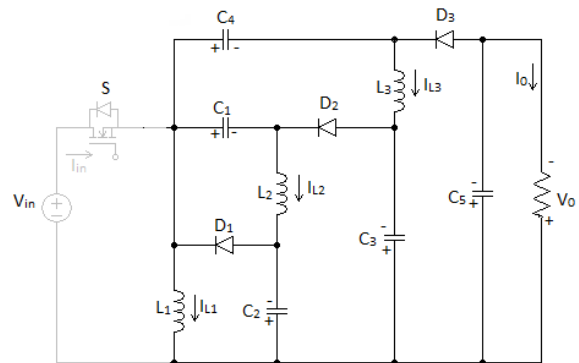 C4
D3
+ -
S
L3
IL3
I0
C1
D2
+ -
Iin
-
Vin
+
-
L2
IL2
-
C5
+
V0
+
D1
-
C3
+
L1
IL1
-
C2
+